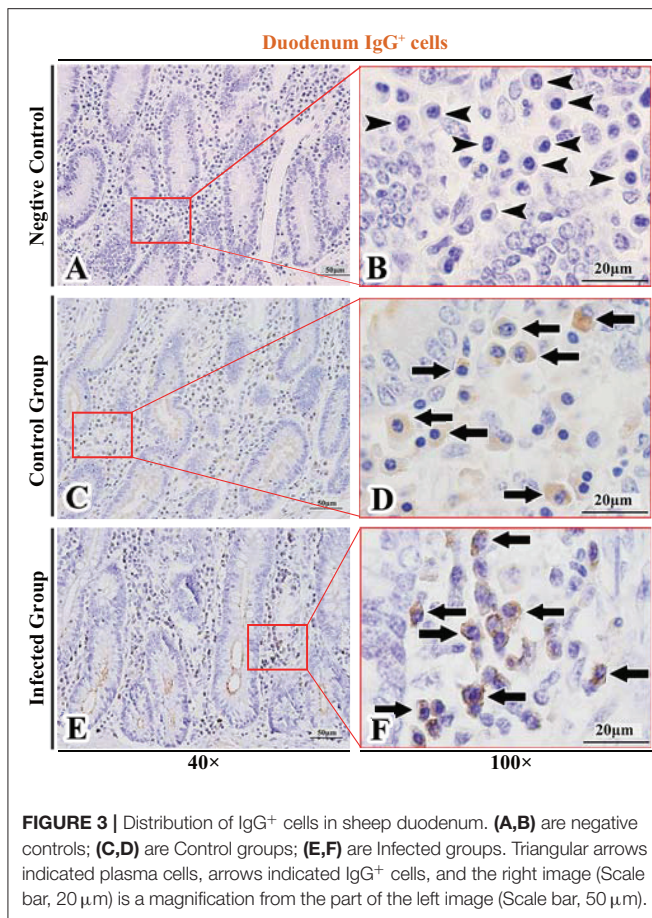 Duodenum IgG⁺ cells
Negtive Control
A
50μm
B
20μm
Control Group
C
50μm
D
20μm
Infected Group
E
50μm
F
20μm
40×
100×
FIGURE 3 | Distribution of IgG⁺ cells in sheep duodenum. (A,B) are negative
controls; (C,D) are Control groups; (E,F) are Infected groups. Triangular arrows
indicated plasma cells, arrows indicated IgG⁺ cells, and the right image (Scale
bar, 20 μm) is a magnification from the part of the left image (Scale bar, 50 μm).